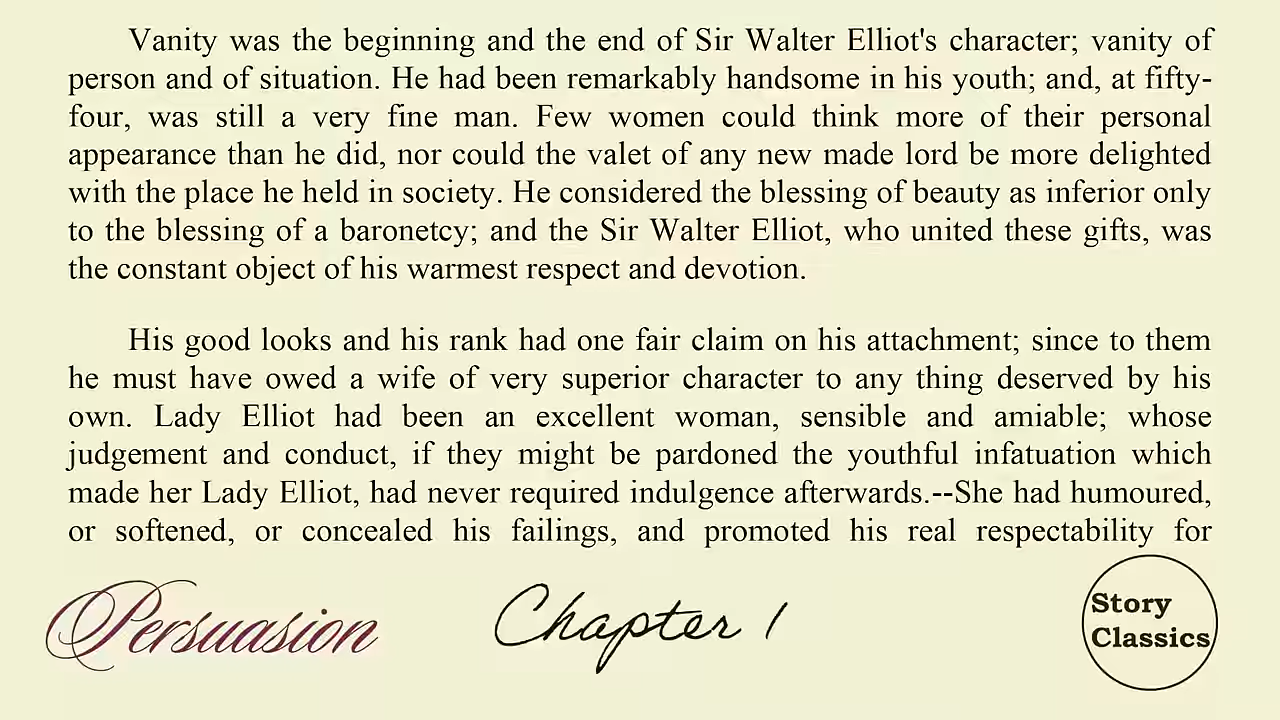 Vanity was the beginning and the end of Sir Walter Elliot's character; vanity of
person and of situation. He had been remarkably handsome in his youth; and, at fifty-
four, was still a very fine man. Few women could think more of their personal
appearance than he did, nor could the valet of any new made lord be more delighted
with the place he held in society. He considered the blessing of beauty as inferior only
to the blessing of a baronetcy; and the Sir Walter Elliot, who united these gifts, was
the constant object of his warmest respect and devotion.
His good looks and his rank had one fair claim on his attachment; since to them
he must have owed a wife of very superior character to any thing deserved by his
own. Lady Elliot had been an excellent woman, sensible and amiable; whose
judgement and conduct, if they might be pardoned the youthful infatuation which
made her Lady Elliot, had never required indulgence afterwards.--She had humoured,
or softened, or concealed his failings, and promoted his real respectability for
Persuasion
Chapter 1
Story
Classics